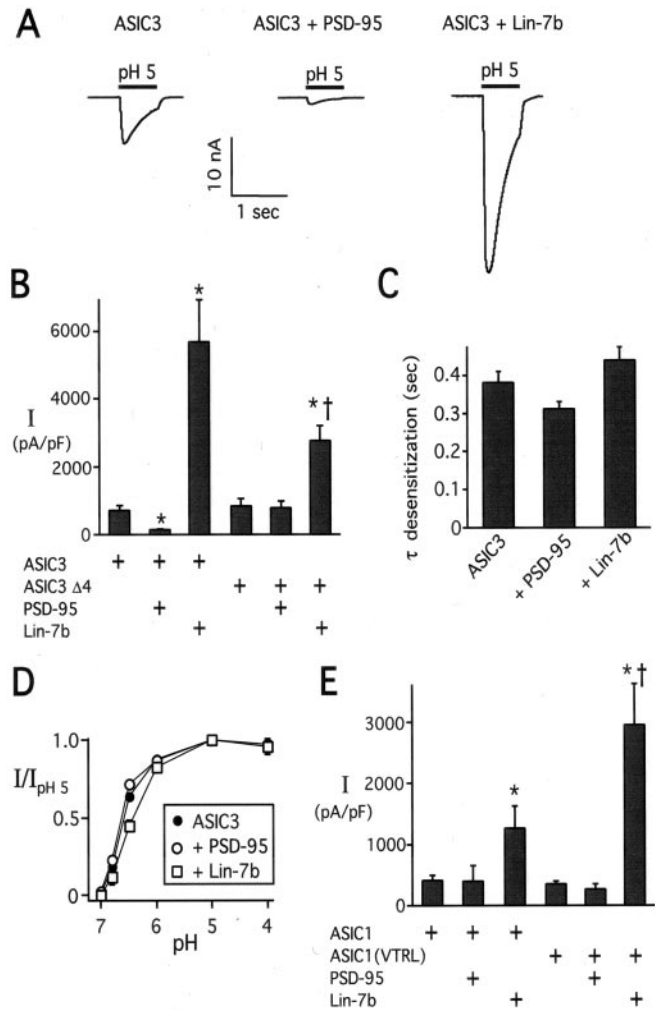 A
ASIC3
ASIC3 + PSD-95
ASIC3 + Lin-7b
pH 5
pH 5
pH 5
10 nA
1 sec
B
6000
4000
2000
0
I
(pA/pF)
*
*
*†
ASIC3 + + +
ASIC3 Δ4 + + +
PSD-95 + +
Lin-7b + +
C
τ desensitization (sec)
0.4
0.3
0.2
0.1
0
ASIC3
+ PSD-95
+ Lin-7b
D
I/I pH 5
1.0
0.5
0
7 6 5 4
pH
ASIC3
+ PSD-95
+ Lin-7b
E
3000
2000
1000
0
I
(pA/pF)
*
*†
ASIC1 + + +
ASIC1(VTRL) + + +
PSD-95 + +
Lin-7b + +